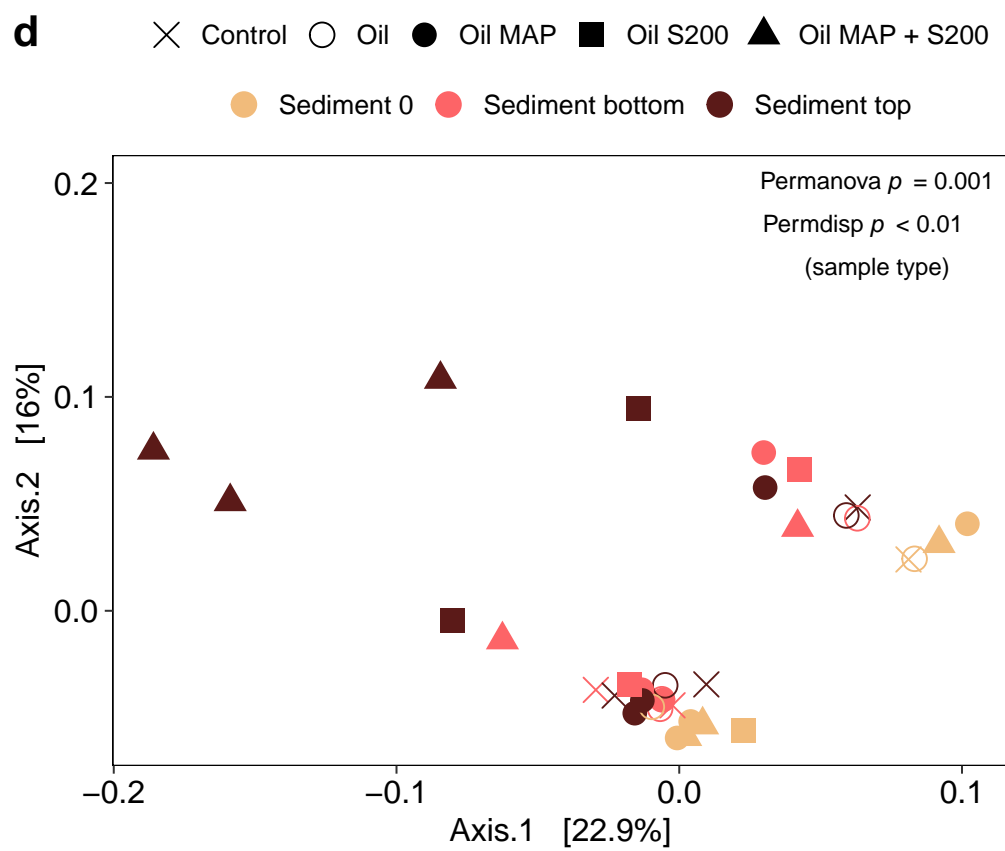 d Control Oil Oil MAP Oil S200 Oil MAP + S200
Sediment 0 Sediment bottom Sediment top
Permanova p = 0.001
Permdisp p < 0.01
(sample type)
0.2
0.1
0.0
Axis.2 [16%]
−0.2 −0.1 0.0 0.1
Axis.1 [22.9%]